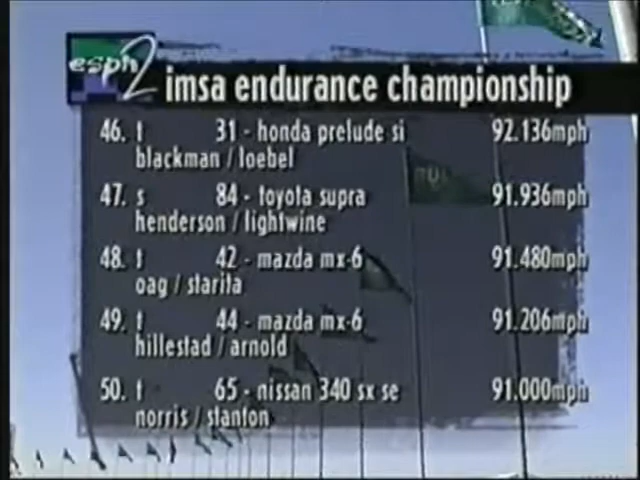 espn2
imsa endurance championship
46. t 31 - honda prelude si 92.136mph
blackman / loebel
47. s 84 - toyota supra 91.936mph
henderson / lightwine
48. t 42 - mazda mx-6 91.480mph
oag / starita
49. t 44 - mazda mx-6 91.206mph
hillestad / arnold
50. t 65 - nissan 340 sx se 91.000mph
norris / stanton